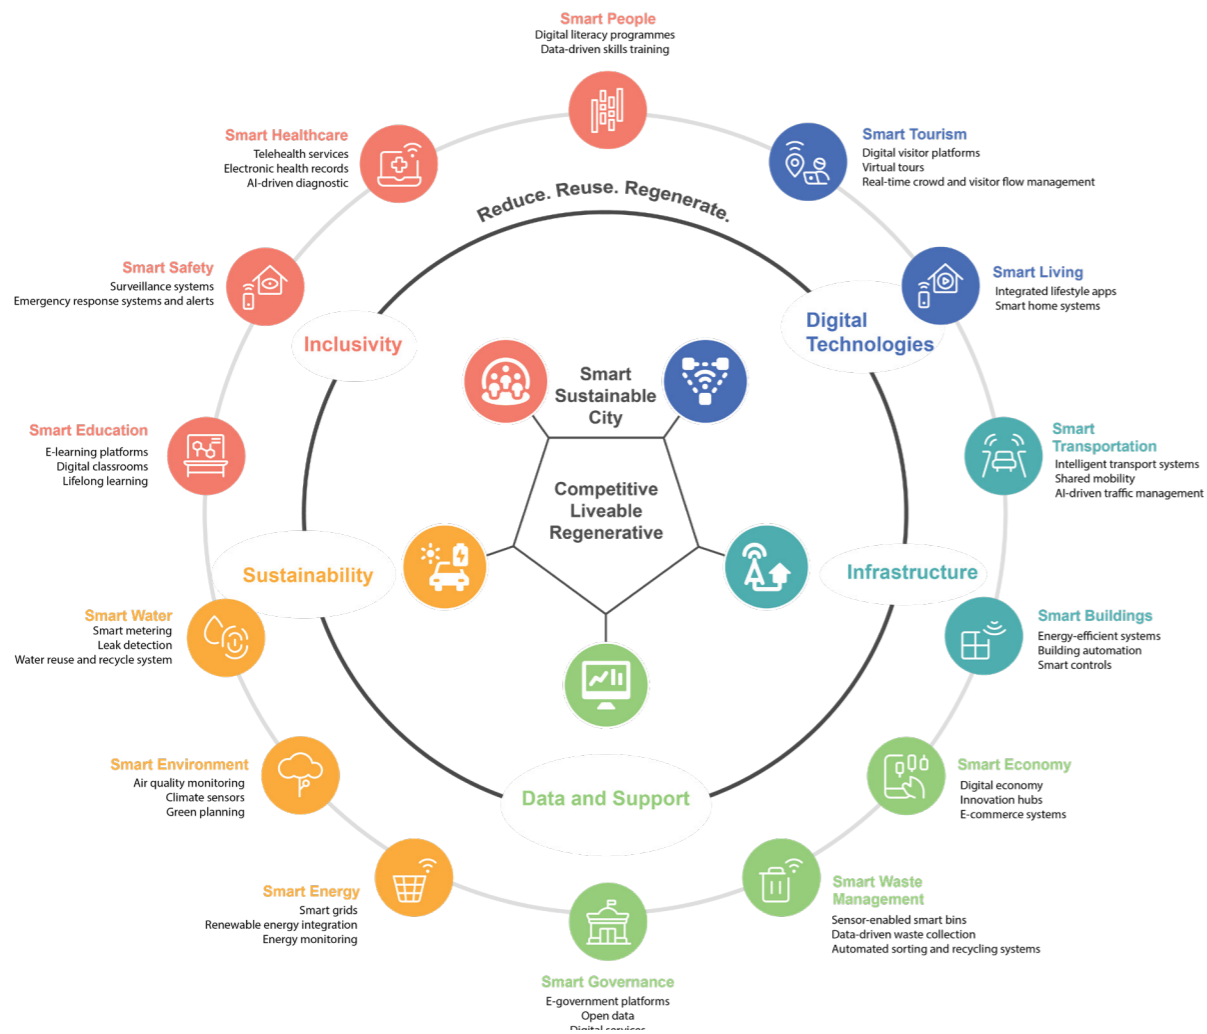 Smart People
Digital literacy programmes
Data-driven skills training
Smart Healthcare
Telehealth services
Electronic health records
AI-driven diagnostic
Smart Tourism
Digital visitor platforms
Virtual tours
Real-time crowd and visitor flow management
Reduce. Reuse. Regenerate.
Smart Safety
Surveillance systems
Emergency response systems and alerts
Smart Living
Integrated lifestyle apps
Smart home systems
Inclusivity
Digital
Technologies
Smart
Sustainable
City
Smart Education
E-learning platforms
Digital classrooms
Lifelong learning
Smart
Transportation
Intelligent transport systems
Shared mobility
AI-driven traffic management
Competitive
Liveable
Regenerative
Sustainability
Infrastructure
Smart Water
Smart metering
Leak detection
Water reuse and recycle system
Smart Buildings
Energy-efficient systems
Building automation
Smart controls
Smart Environment
Air quality monitoring
Climate sensors
Green planning
Smart Economy
Digital economy
Innovation hubs
E-commerce systems
Data and Support
Smart Energy
Smart grids
Renewable energy integration
Energy monitoring
Smart Waste
Management
Sensor-enabled smart bins
Data-driven waste collection
Automated sorting and recycling systems
Smart Governance
E-government platforms
Open data
Digital services